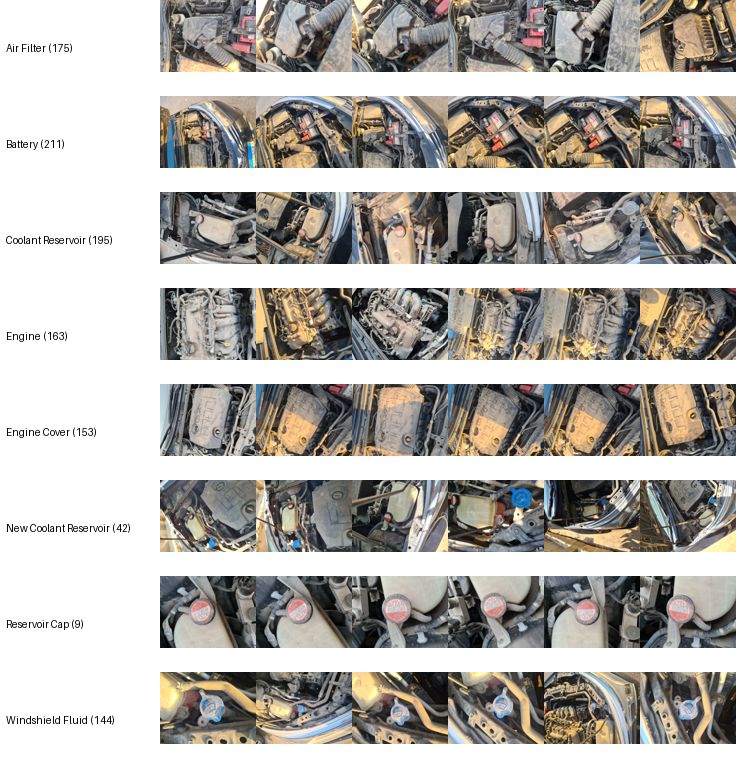 Air Filter (175)
Battery (211)
Coolant Reservoir (195)
Engine (163)
Engine Cover (153)
New Coolant Reservoir (42)
Reservoir Cap (9)
Windshield Fluid (144)